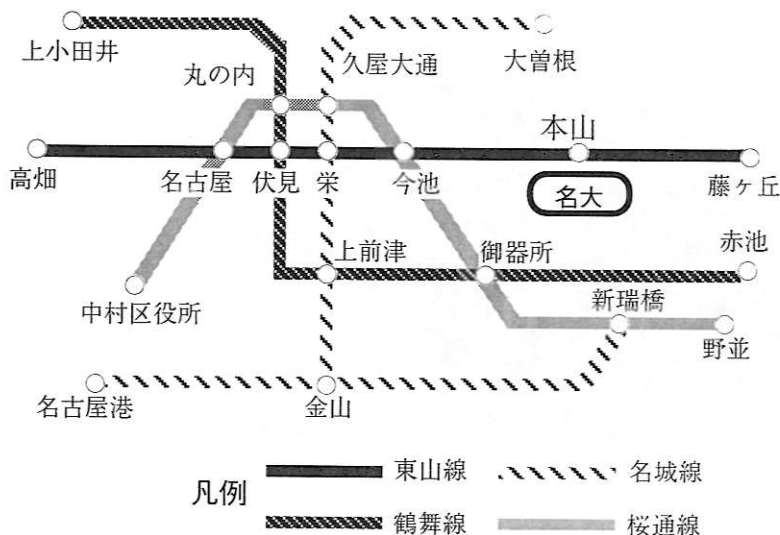 上小田井
丸の内
久屋大通
大曽根
高畑
名古屋
伏見
栄
今池
本山
名大
藤ヶ丘
中村区役所
上前津
御器所
赤池
新瑞橋
野並
名古屋港
金山
凡例
東山線
名城線
鶴舞線
桜通線